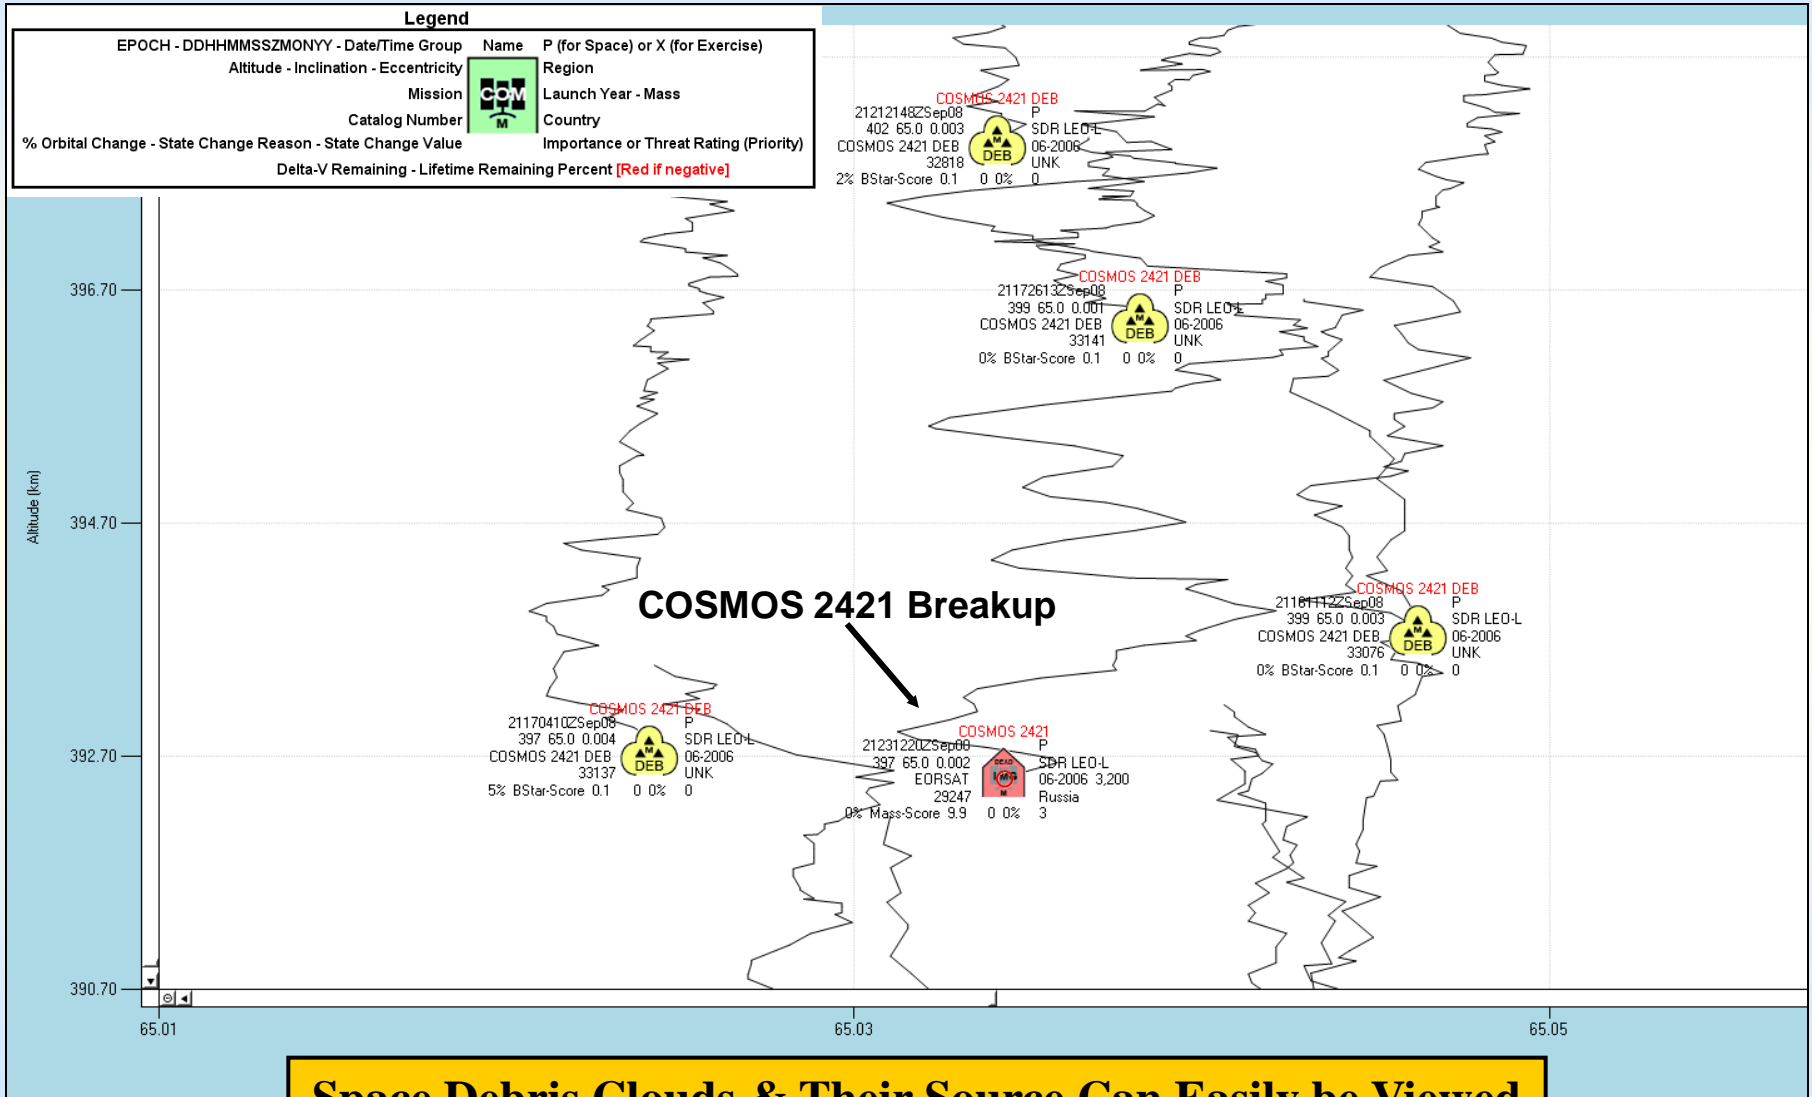 Legend
EPOCH - DDHHMMSSZMONYY - Date/Time Group Name P (for Space) or X (for Exercise)
Altitude - Inclination - Eccentricity Region
COM
Mission Launch Year - Mass
Catalog Number M Country
% Orbital Change - State Change Reason - State Change Value Importance or Threat Rating (Priority)
Delta-V Remaining - Lifetime Remaining Percent [Red if negative]
COSMOS 2421 DEB
21212148ZSep08 P
402 65.0 0.003 SDR LEO-L
M
COSMOS 2421 DEB 06-2006
DEB
32818 UNK
2% BStar-Score 0.1 0 0% 0
COSMOS 2421 DEB
21172613ZSep08 P
399 65.0 0.001 SDR LEO-L
M
COSMOS 2421 DEB 06-2006
DEB
33141 UNK
0% BStar-Score 0.1 0 0% 0
396.70
Altitude (km)
394.70
COSMOS 2421 Breakup
COSMOS 2421 DEB
21161112ZSep08 P
399 65.0 0.003 SDR LEO-L
M
COSMOS 2421 DEB 06-2006
DEB
33076 UNK
0% BStar-Score 0.1 0 0% 0
COSMOS 2421 DEB
21170410ZSep08 P
397 65.0 0.004 SDR LEO-L
M
COSMOS 2421 DEB 06-2006
DEB
33137 UNK
5% BStar-Score 0.1 0 0% 0
COSMOS 2421
21231220ZSep08 P
397 65.0 0.002 SDR LEO-L
DEAD
EORSAT 06-2006 3,200
M
29247 Russia
0% Mass-Score 9.9 0 0% 3
392.70
390.70
65.01 65.03 65.05
Space Debris Clouds & Their Source Can Easily be Viewed